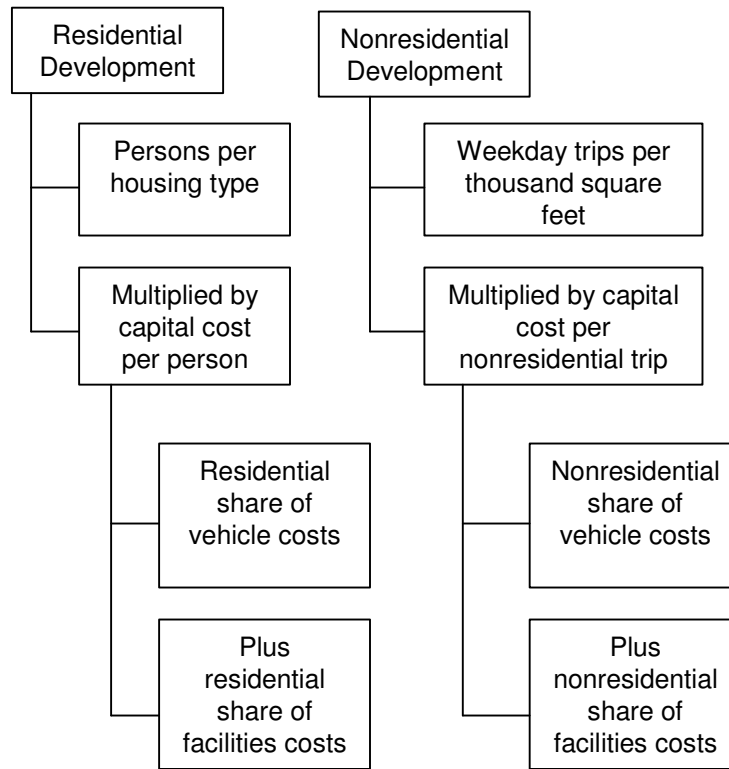 Residential
Development
Persons per
housing type
Multiplied by
capital cost
per person
Residential
share of
vehicle costs
Plus
residential
share of
facilities costs
Nonresidential
Development
Weekday trips per
thousand square
feet
Multiplied by capital
cost per
nonresidential trip
Nonresidential
share of
vehicle costs
Plus
nonresidential
share of
facilities costs